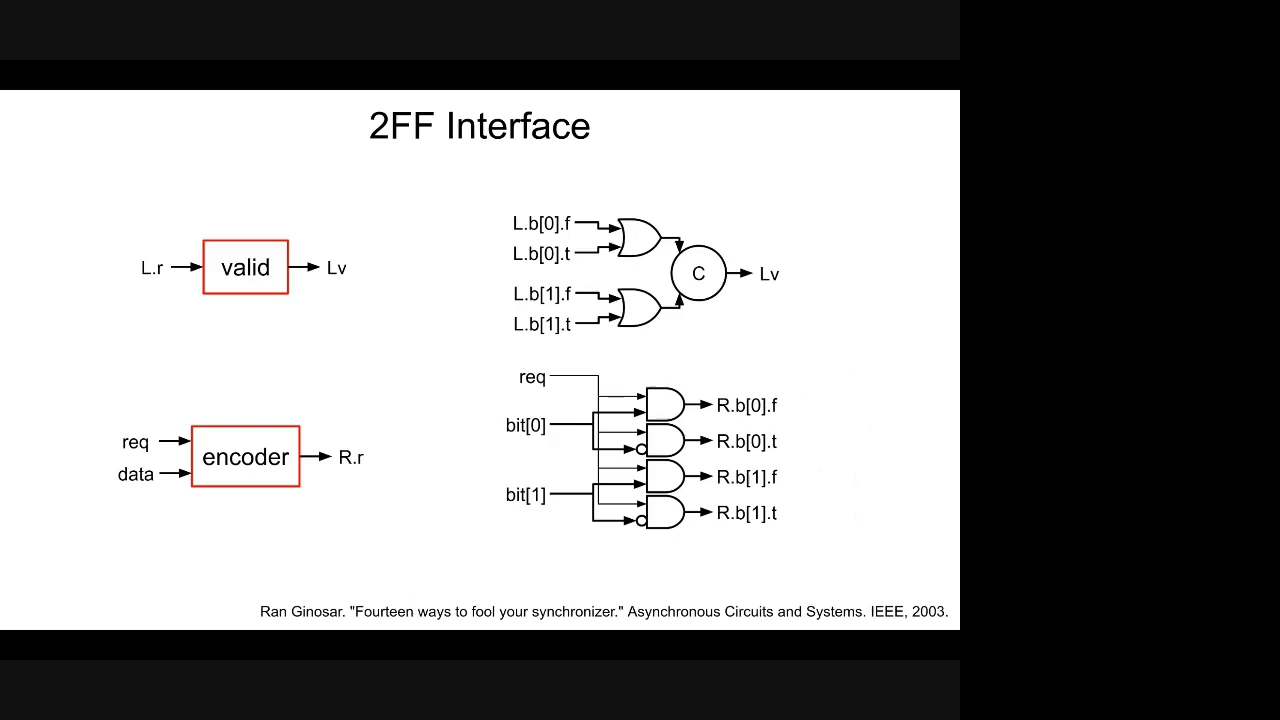 2FF Interface
L.r
valid
Lv
L.b[0].f
L.b[0].t
L.b[1].f
L.b[1].t
C
Lv
req
data
encoder
R.r
req
bit[0]
bit[1]
R.b[0].f
R.b[0].t
R.b[1].f
R.b[1].t
Ran Ginosar. "Fourteen ways to fool your synchronizer." Asynchronous Circuits and Systems. IEEE, 2003.